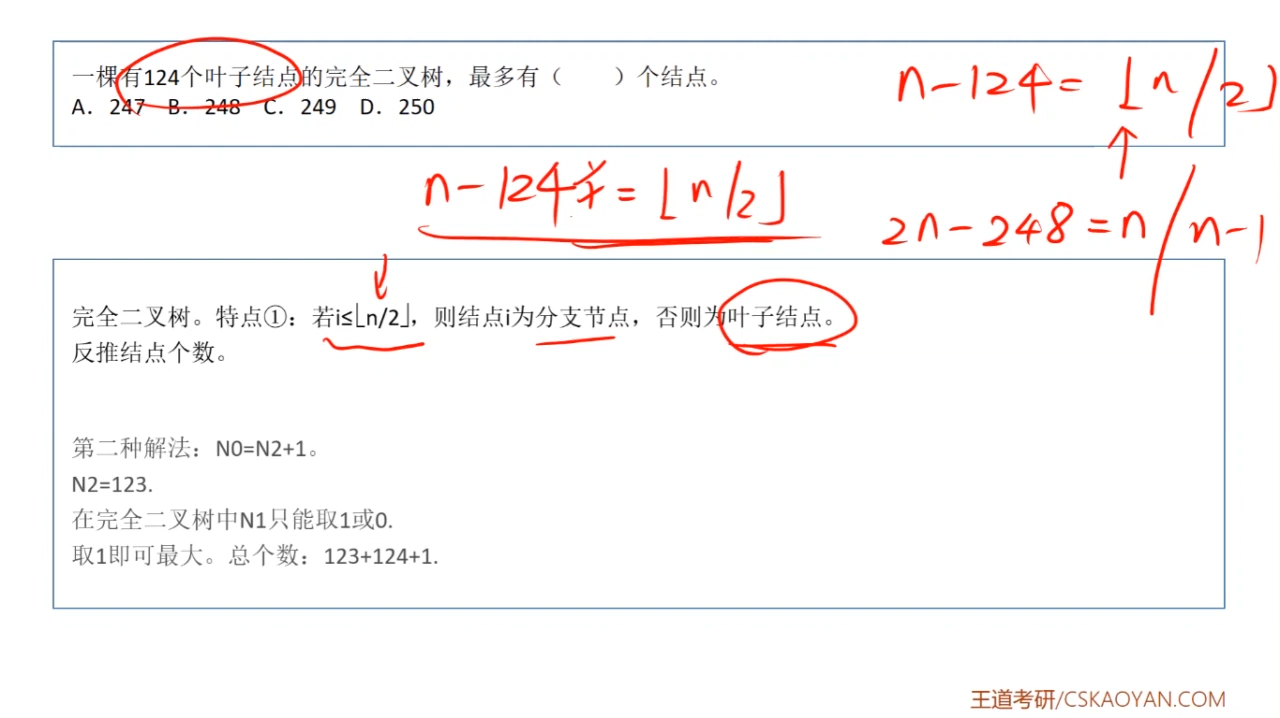 一棵有124个叶子结点的完全二叉树，最多有（　　）个结点。
A．247　B．248　C．249　D．250
n-124= ⌊n/2⌋
n-124 = ⌊n/2⌋
2n-248=n / n-1
完全二叉树。特点①：若i≤⌊n/2⌋，则结点i为分支节点，否则为叶子结点。
反推结点个数。
第二种解法：N0=N2+1。
N2=123.
在完全二叉树中N1只能取1或0.
取1即可最大。总个数：123+124+1.
王道考研/CSKAOYAN.COM